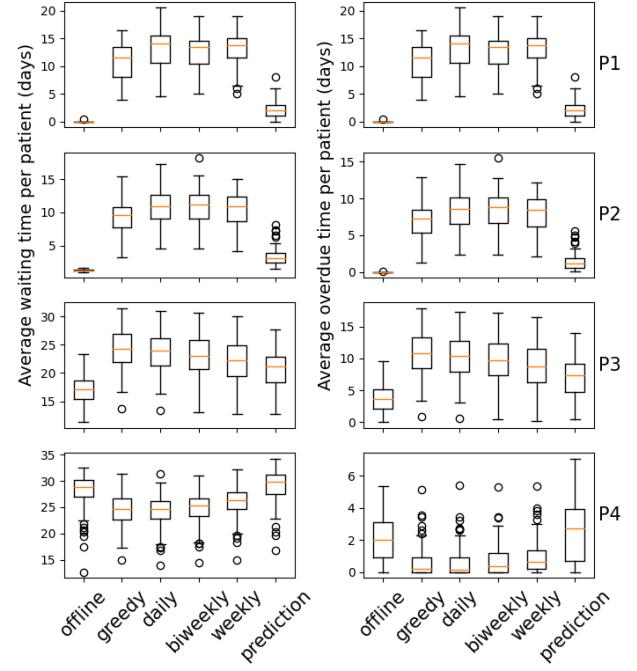 Average waiting time per patient (days)
Average overdue time per patient (days)
20
15
10
5
0
20
15
10
5
0
P1
15
10
5
15
10
5
0
P2
30
25
20
15
15
10
5
0
P3
35
30
25
20
15
6
4
2
0
P4
offline
greedy
daily
biweekly
weekly
prediction
offline
greedy
daily
biweekly
weekly
prediction